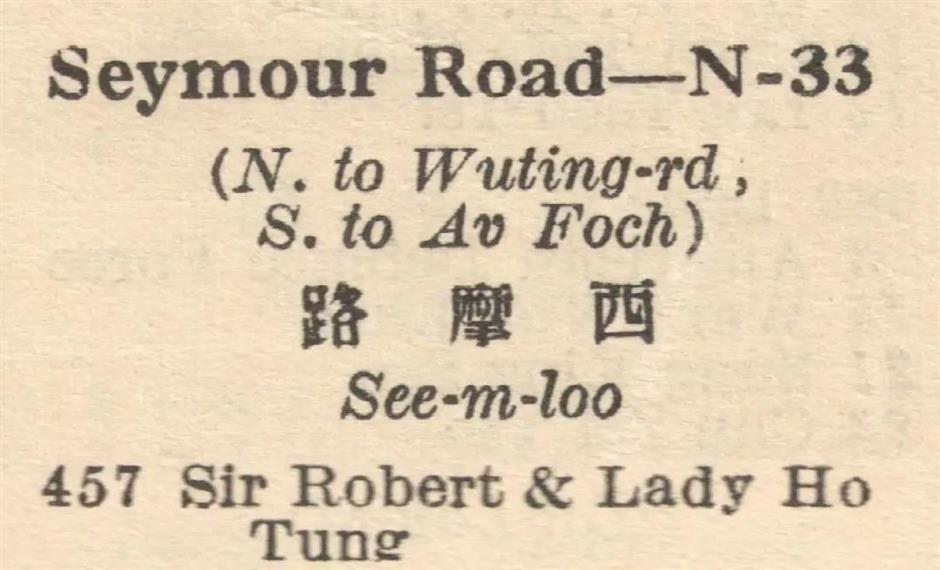 Seymour Road—N-33
(N. to Wuting-rd,
S. to Av Foch)
路 摩 西
See-m-loo
457 Sir Robert & Lady Ho
Tung